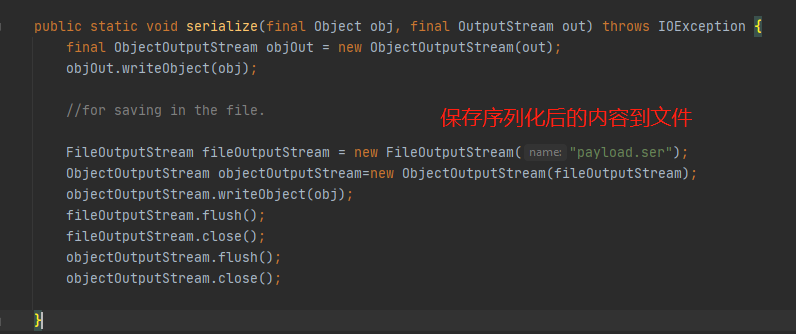 public static void serialize(final Object obj, final OutputStream out) throws IOException {
final ObjectOutputStream objOut = new ObjectOutputStream(out);
objOut.writeObject(obj);
//for saving in the file.
保存序列化后的内容到文件
FileOutputStream fileOutputStream = new FileOutputStream( name: "payload.ser");
ObjectOutputStream objectOutputStream=new ObjectOutputStream(fileOutputStream);
objectOutputStream.writeObject(obj);
fileOutputStream.flush();
fileOutputStream.close();
objectOutputStream.flush();
objectOutputStream.close();
}